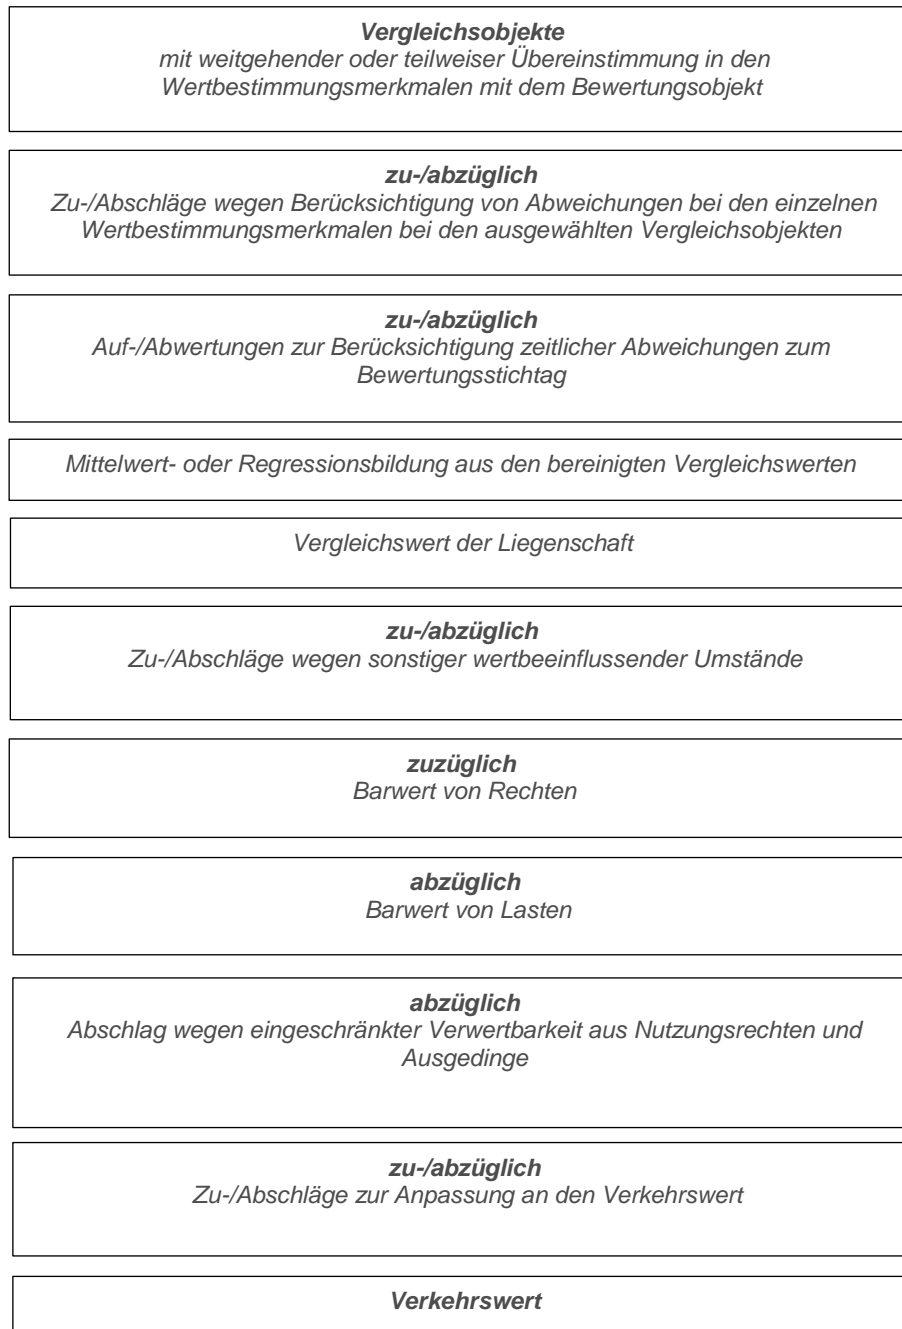 Vergleichsobjekte
mit weitgehender oder teilweiser Übereinstimmung in den
Wertbestimmungsmerkmalen mit dem Bewertungsobjekt
zu-/abzüglich
Zu-/Abschläge wegen Berücksichtigung von Abweichungen bei den einzelnen
Wertbestimmungsmerkmalen bei den ausgewählten Vergleichsobjekten
zu-/abzüglich
Auf-/Abwertungen zur Berücksichtigung zeitlicher Abweichungen zum
Bewertungsstichtag
Mittelwert- oder Regressionsbildung aus den bereinigten Vergleichswerten
Vergleichswert der Liegenschaft
zu-/abzüglich
Zu-/Abschläge wegen sonstiger wertbeeinflussender Umstände
zuzüglich
Barwert von Rechten
abzüglich
Barwert von Lasten
abzüglich
Abschlag wegen eingeschränkter Verwertbarkeit aus Nutzungsrechten und
Ausgedinge
zu-/abzüglich
Zu-/Abschläge zur Anpassung an den Verkehrswert
Verkehrswert